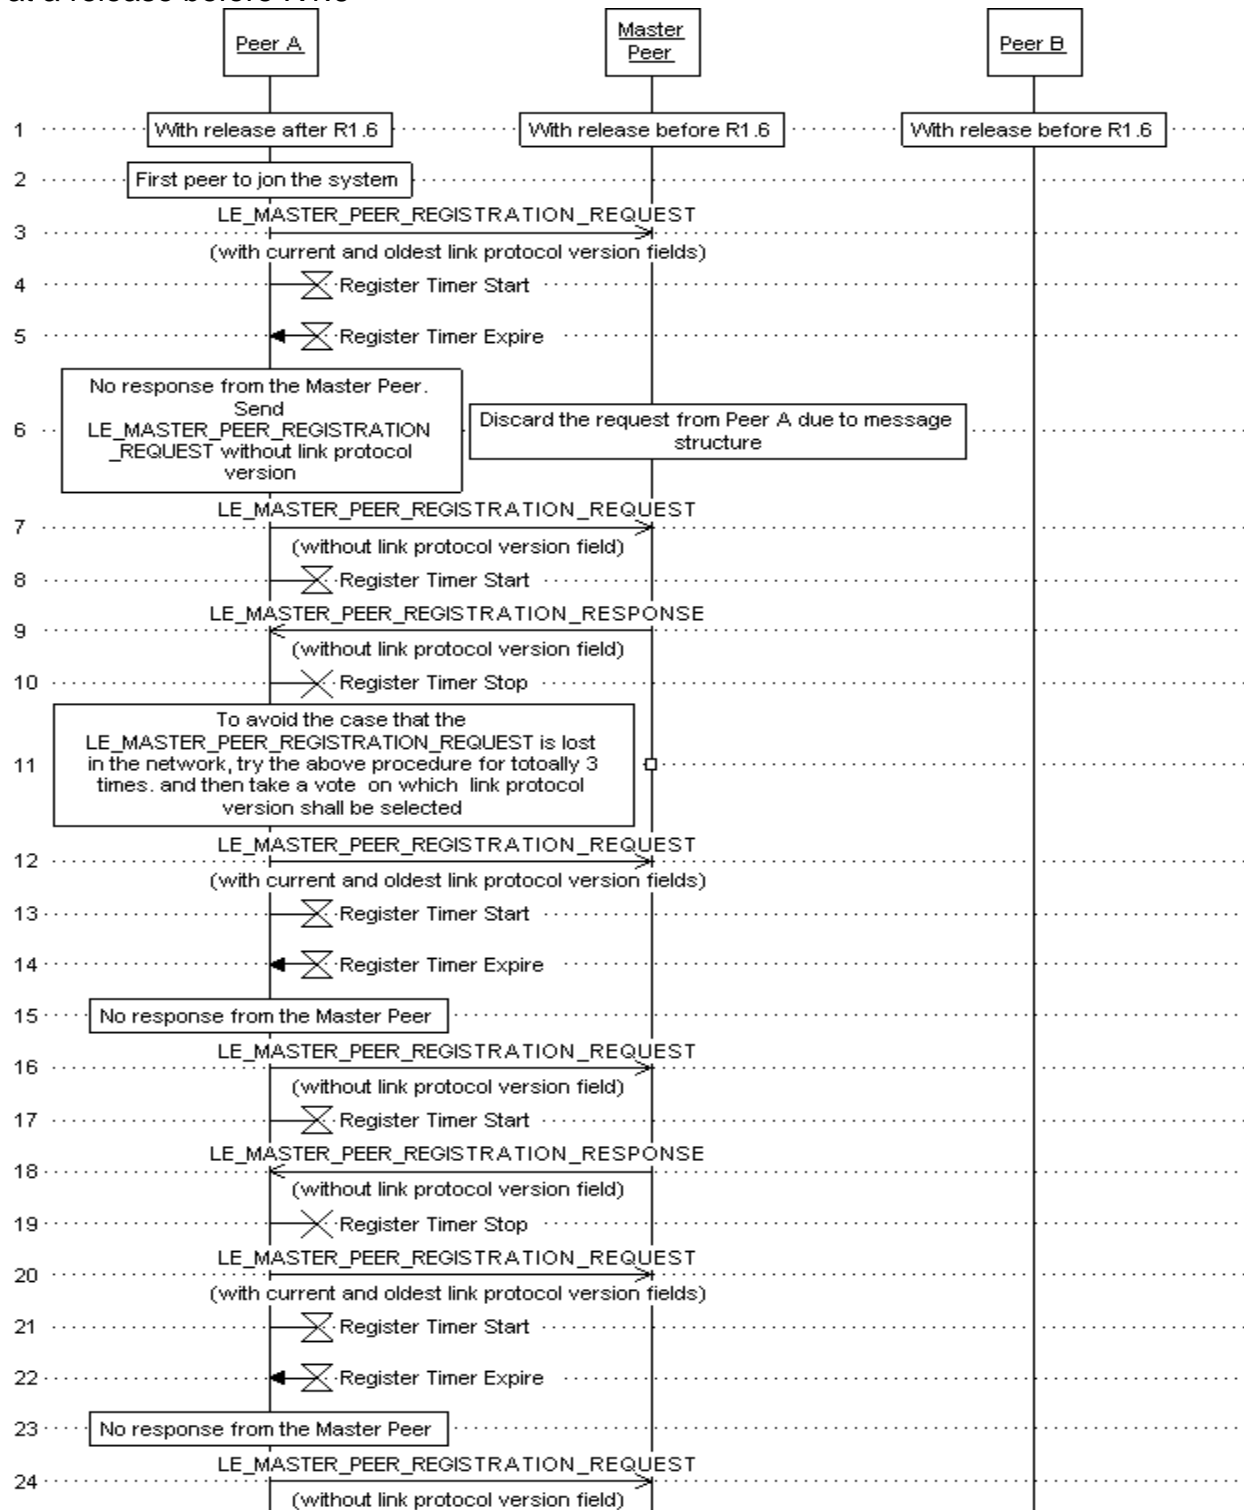 at a release before R1.6
Peer A
Master
Peer
Peer B
1
With release after R1.6
With release before R1.6
With release before R1.6
2
First peer to jon the system
LE_MASTER_PEER_REGISTRATION_REQUEST
3
(with current and oldest link protocol version fields)
4
Register Timer Start
5
Register Timer Expire
No response from the Master Peer.
Send
LE_MASTER_PEER_REGISTRATION
_REQUEST without link protocol
version
6
Discard the request from Peer A due to message
structure
LE_MASTER_PEER_REGISTRATION_REQUEST
7
(without link protocol version field)
8
Register Timer Start
LE_MASTER_PEER_REGISTRATION_RESPONSE
9
(without link protocol version field)
10
Register Timer Stop
11
To avoid the case that the
LE_MASTER_PEER_REGISTRATION_REQUEST is lost
in the network, try the above procedure for totoally 3
times. and then take a vote on which link protocol
version shall be selected
LE_MASTER_PEER_REGISTRATION_REQUEST
12
(with current and oldest link protocol version fields)
13
Register Timer Start
14
Register Timer Expire
15
No response from the Master Peer
LE_MASTER_PEER_REGISTRATION_REQUEST
16
(without link protocol version field)
17
Register Timer Start
LE_MASTER_PEER_REGISTRATION_RESPONSE
18
(without link protocol version field)
19
Register Timer Stop
LE_MASTER_PEER_REGISTRATION_REQUEST
20
(with current and oldest link protocol version fields)
21
Register Timer Start
22
Register Timer Expire
23
No response from the Master Peer
LE_MASTER_PEER_REGISTRATION_REQUEST
24
(without link protocol version field)